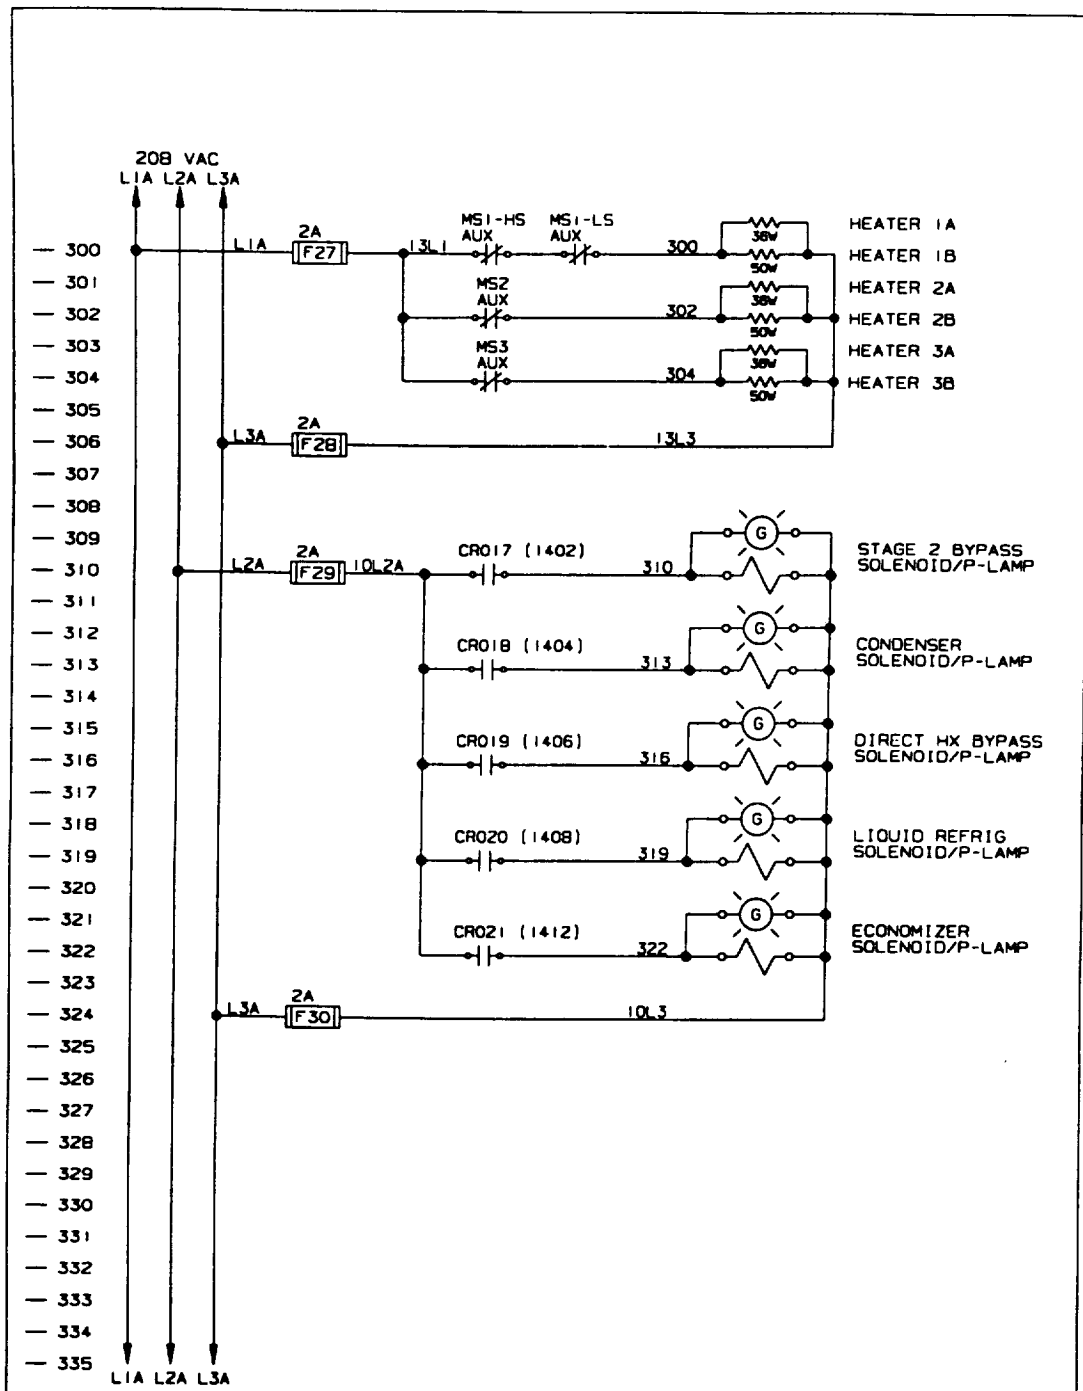 208 VAC
L1A L2A L3A
MS1-HS MS1-LS
AUX AUX
HEATER 1A
38W
300 L1A 2A F27 13L1 300 HEATER 1B
50W
301 MS2 AUX HEATER 2A
38W
302 302 HEATER 2B
50W
303 MS3 AUX HEATER 3A
38W
304 304 HEATER 3B
50W
305
306 L3A 2A F28 13L3
307
308
309 G STAGE 2 BYPASS
310 L2A 2A F29 10L2A CR017 (1402) 310 SOLENOID/P-LAMP
311
312 G CONDENSER
313 CR018 (1404) 313 SOLENOID/P-LAMP
314
315 G DIRECT HX BYPASS
316 CR019 (1406) 316 SOLENOID/P-LAMP
317
318 G LIQUID REFRIG
319 CR020 (1408) 319 SOLENOID/P-LAMP
320
321 G ECONOMIZER
322 CR021 (1412) 322 SOLENOID/P-LAMP
323
324 L3A 2A F30 10L3
325
326
327
328
329
330
331
332
333
334
335
L1A L2A L3A